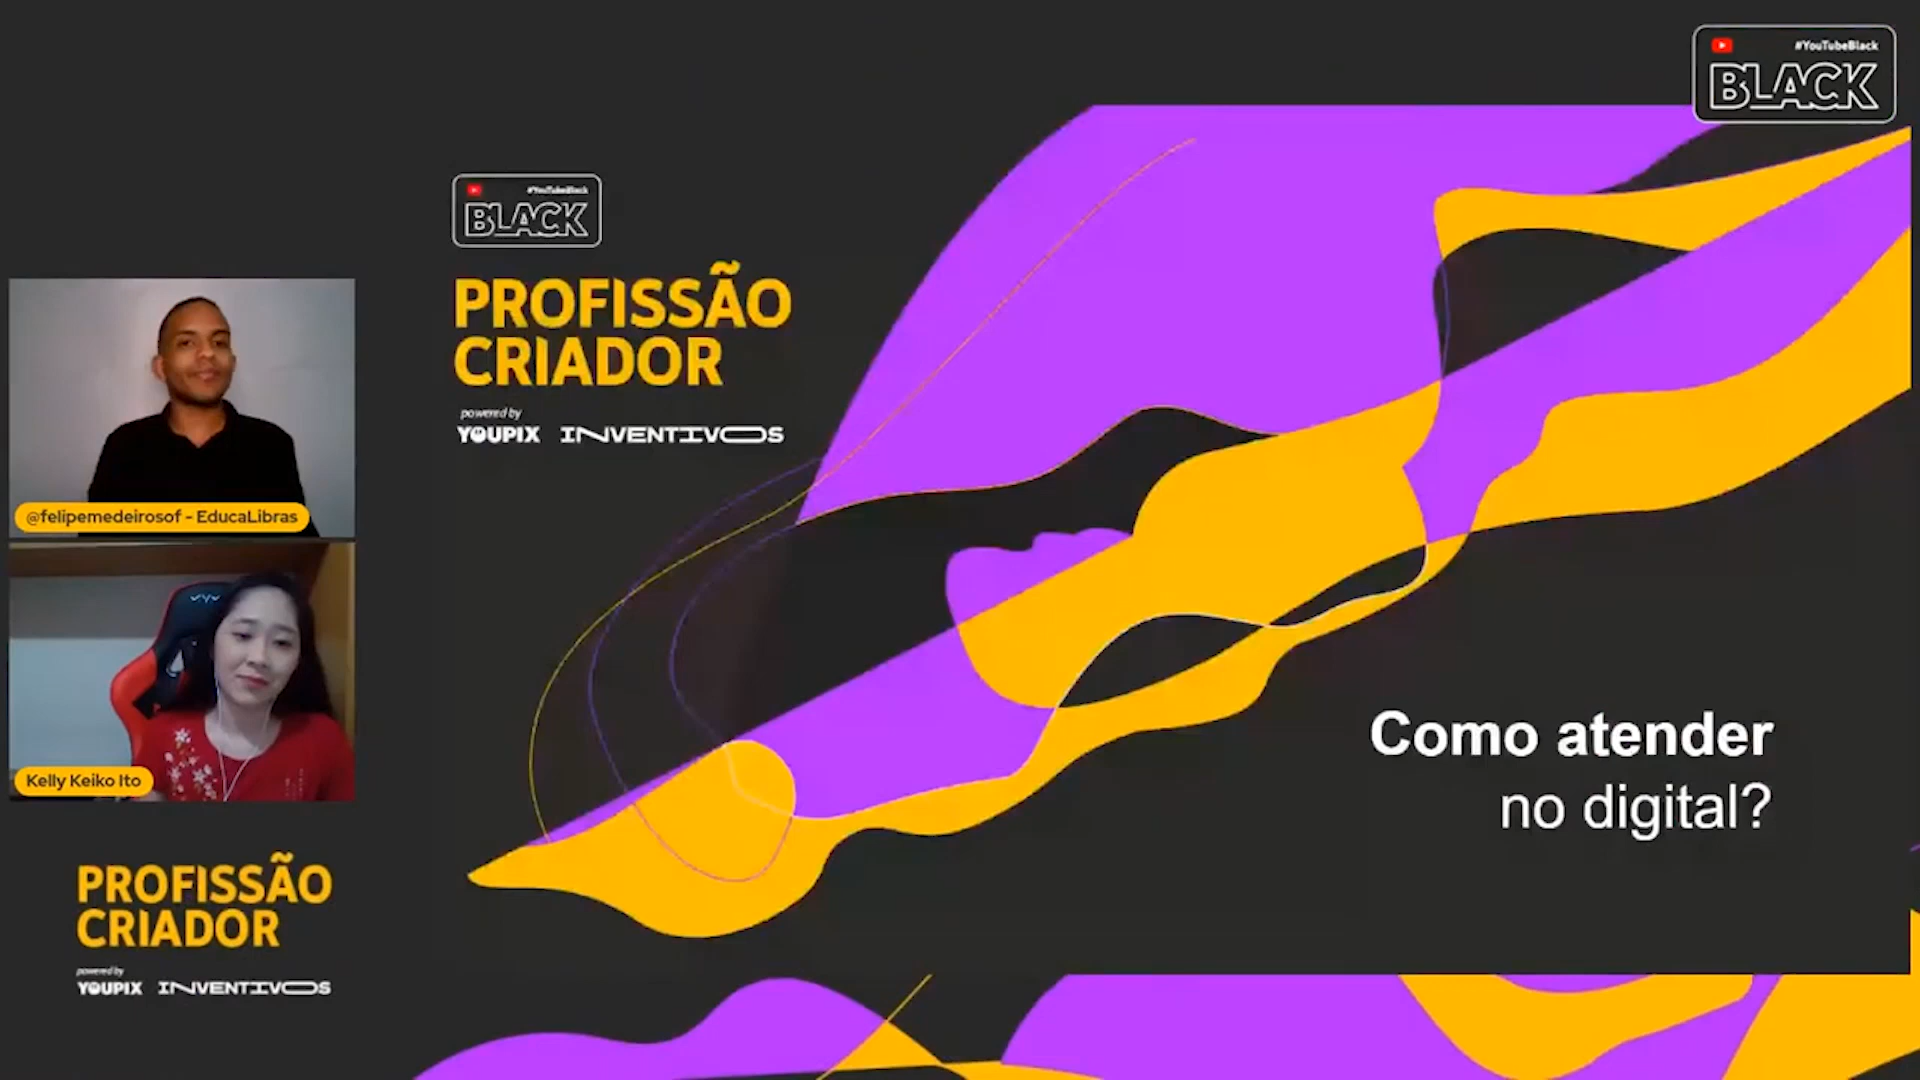 #YouTubeBlack
BLACK
#YouTubeBlack
BLACK
PROFISSÃO
CRIADOR
powered by
YOUPIX INVENTIVOS
@felipemedeirosof - EducaLibras
Kelly Keiko Ito
Como atender
no digital?
PROFISSÃO
CRIADOR
powered by
YOUPIX INVENTIVOS